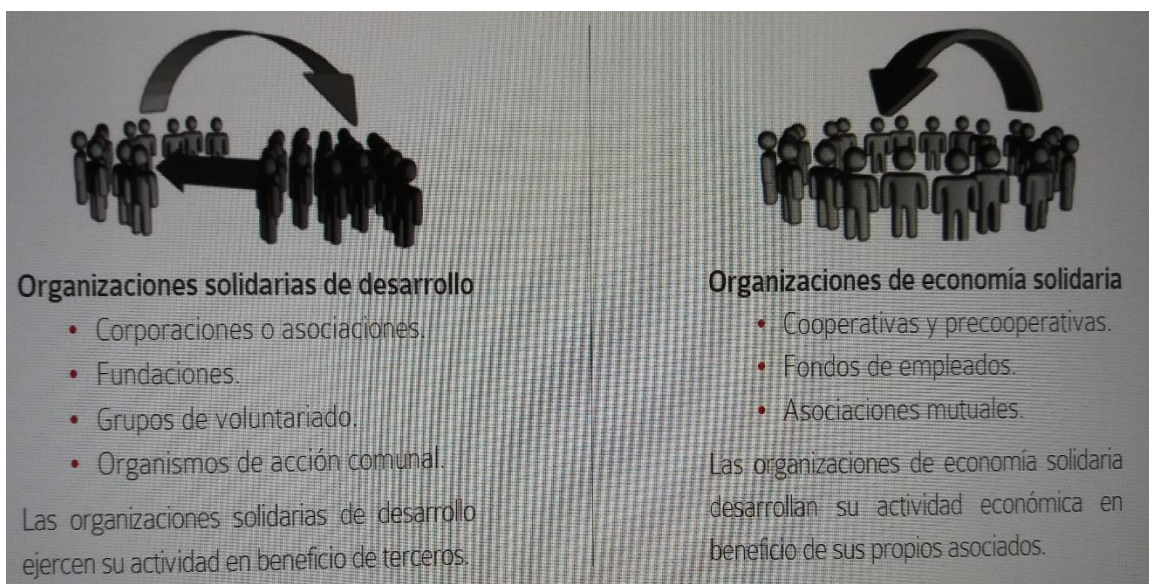 Organizaciones solidarias de desarrollo
• Corporaciones o asociaciones.
• Fundaciones.
• Grupos de voluntariado.
• Organismos de acción comunal.
Las organizaciones solidarias de desarrollo
ejercen su actividad en beneficio de terceros.
Organizaciones de economía solidaria
• Cooperativas y precooperativas.
• Fondos de empleados.
• Asociaciones mutuales.
Las organizaciones de economía solidaria
desarrollan su actividad económica en
beneficio de sus propios asociados.